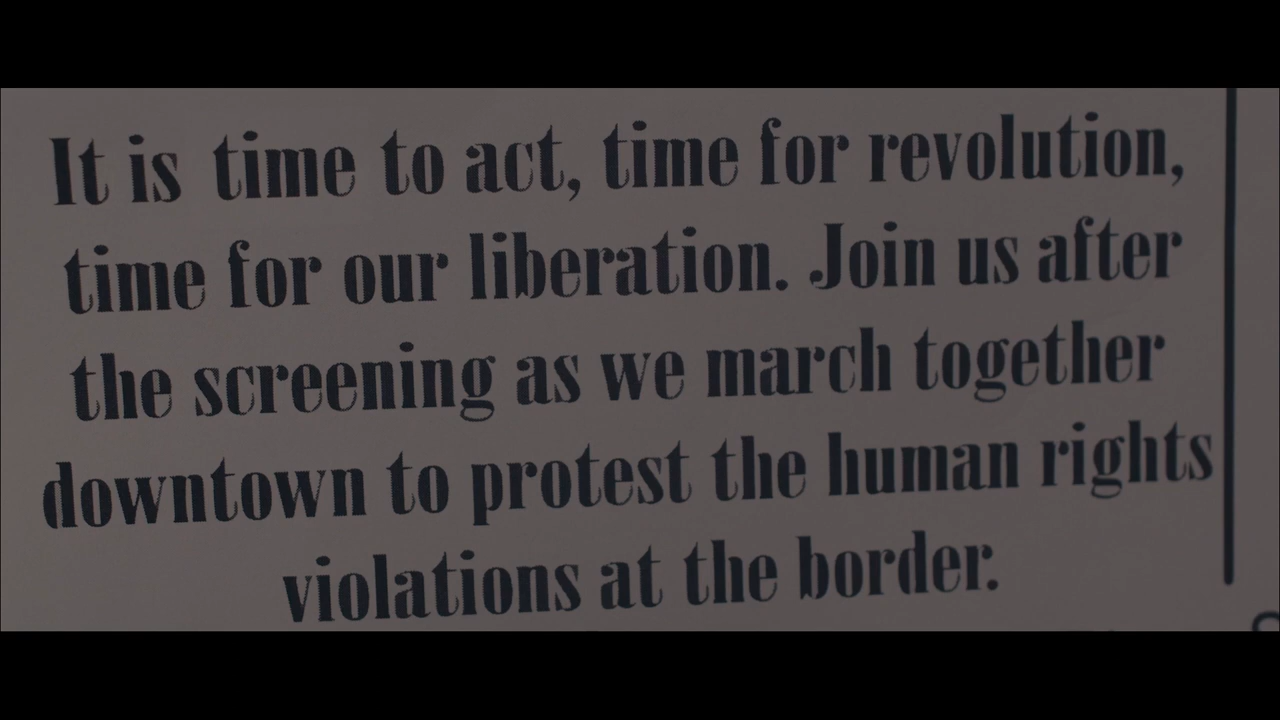 It is time to act, time for revolution,
time for our liberation. Join us after
the screening as we march together
downtown to protest the human rights
violations at the border.